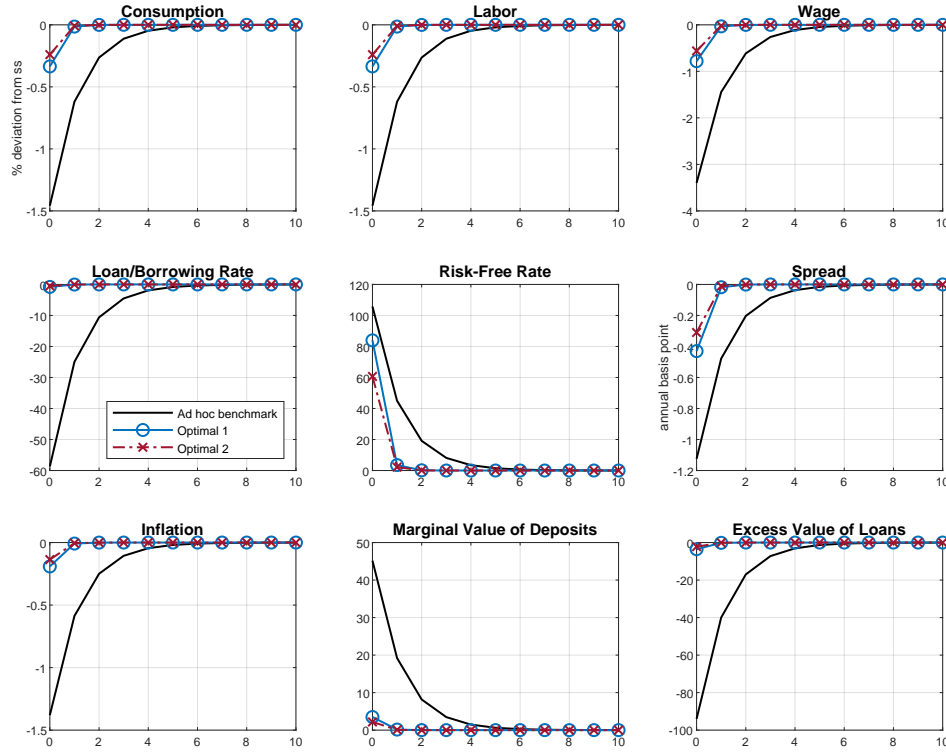 Consumption
Labor
Wage
% deviation from ss
0
-0.5
-1
-1.5
0 2 4 6 8 10
0
-0.5
-1
-1.5
0 2 4 6 8 10
0
-1
-2
-3
-4
0 2 4 6 8 10
Loan/Borrowing Rate
Risk-Free Rate
Spread
0
-10
-20
-30
-40
-50
-60
0 2 4 6 8 10
Ad hoc benchmark
Optimal 1
Optimal 2
120
100
80
60
40
20
0
0 2 4 6 8 10
annual basis point
0
-0.2
-0.4
-0.6
-0.8
-1
-1.2
0 2 4 6 8 10
Inflation
Marginal Value of Deposits
Excess Value of Loans
0
-0.5
-1
-1.5
0 2 4 6 8 10
50
40
30
20
10
0
0 2 4 6 8 10
0
-20
-40
-60
-80
-100
0 2 4 6 8 10